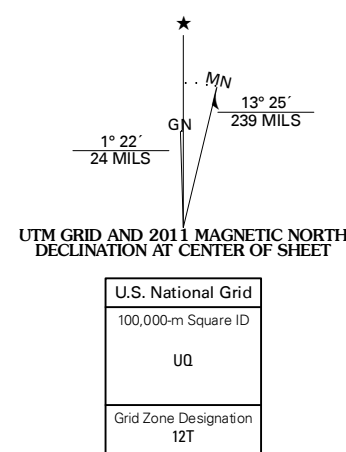 ★
MN
GN
13° 25´
239 MILS
1° 22´
24 MILS
UTM GRID AND 2011 MAGNETIC NORTH
DECLINATION AT CENTER OF SHEET
U.S. National Grid
100,000-m Square ID
UQ
Grid Zone Designation
12T